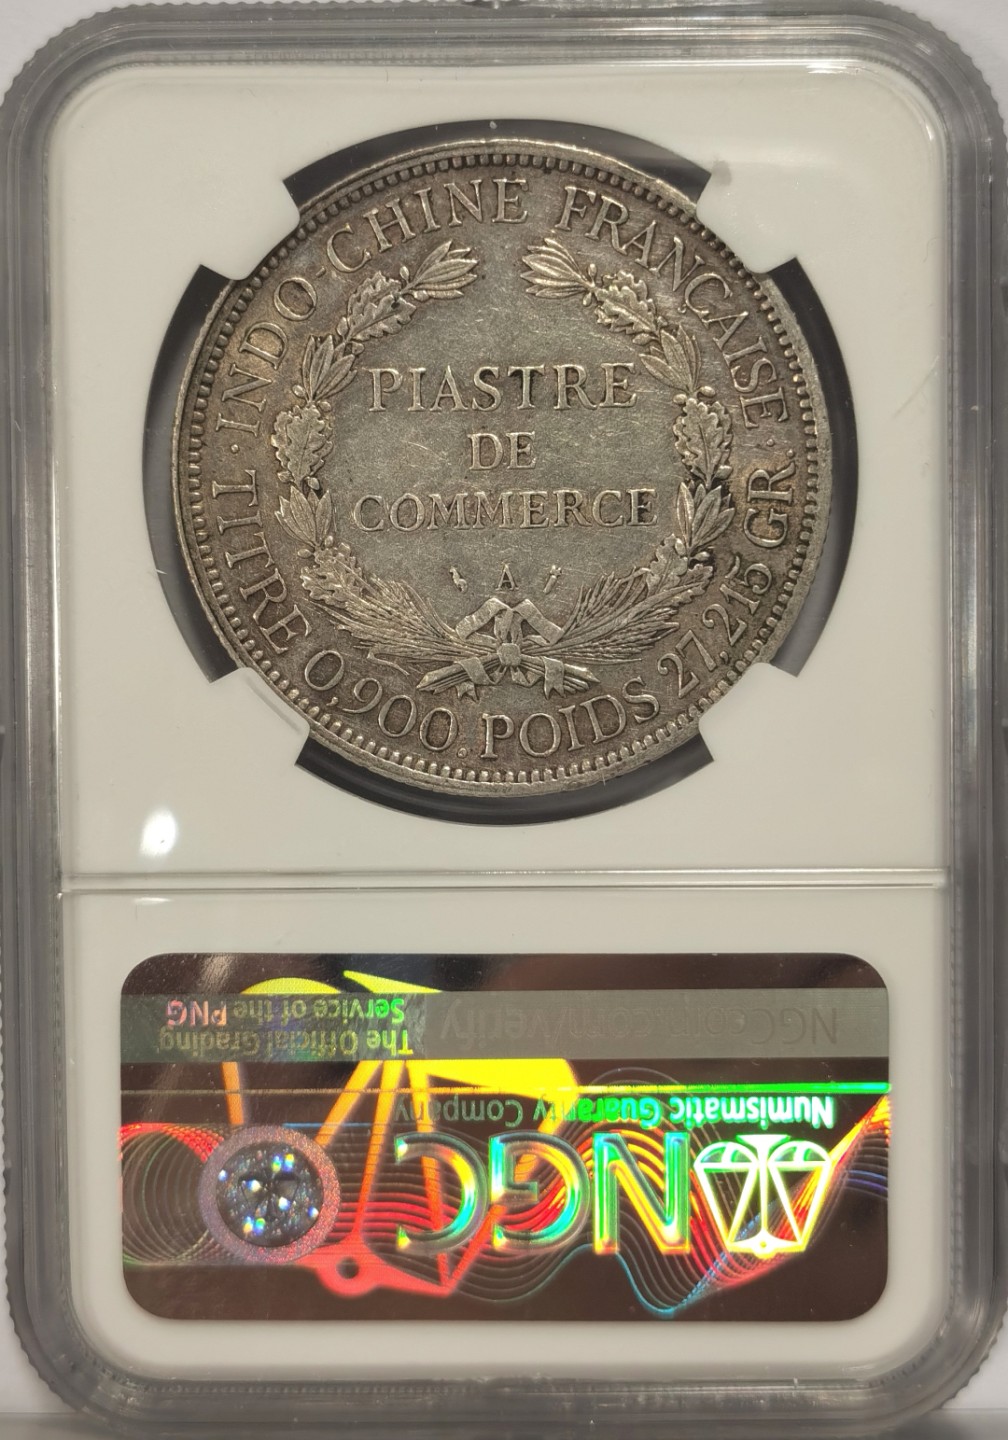 INDO-CHINE FRANÇAISE · TITRE 0,900. POIDS 27,215 GR. ·
PIASTRE
DE
COMMERCE
A
NGCcoin.com/verify
The Official Grading
Service of the PNG
Numismatic Guaranty Company
NGC